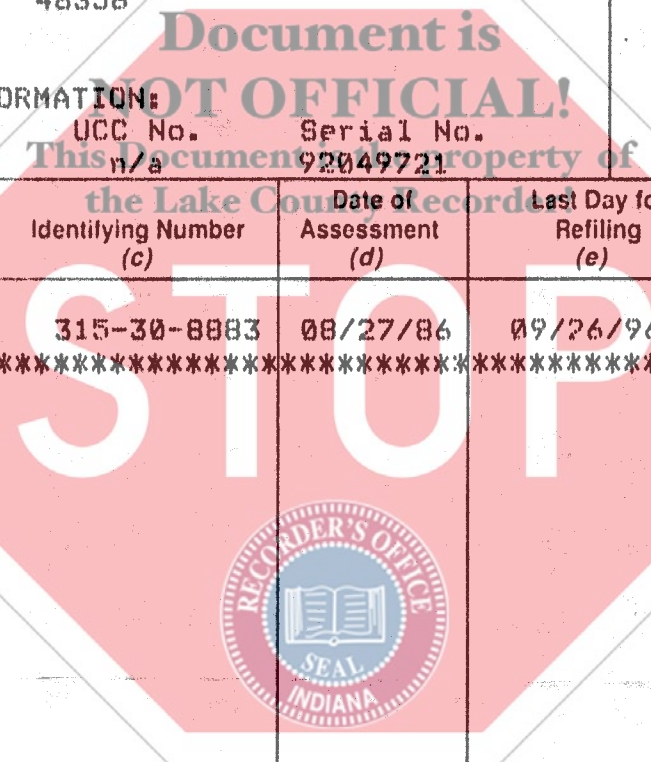 48336
Document is
NOT OFFICIAL!
ORMATION:
UCC No. Serial No.
This Document is the property of
n/a 92049721
the Lake County Recorder!
Identifying Number
(c)
Date of
Assessment
(d)
Last Day fo
Refiling
(e)
315-30-8883 08/27/86 09/26/96
****************************************
STOP
RECORDER'S OFFICE
SEAL
INDIANA